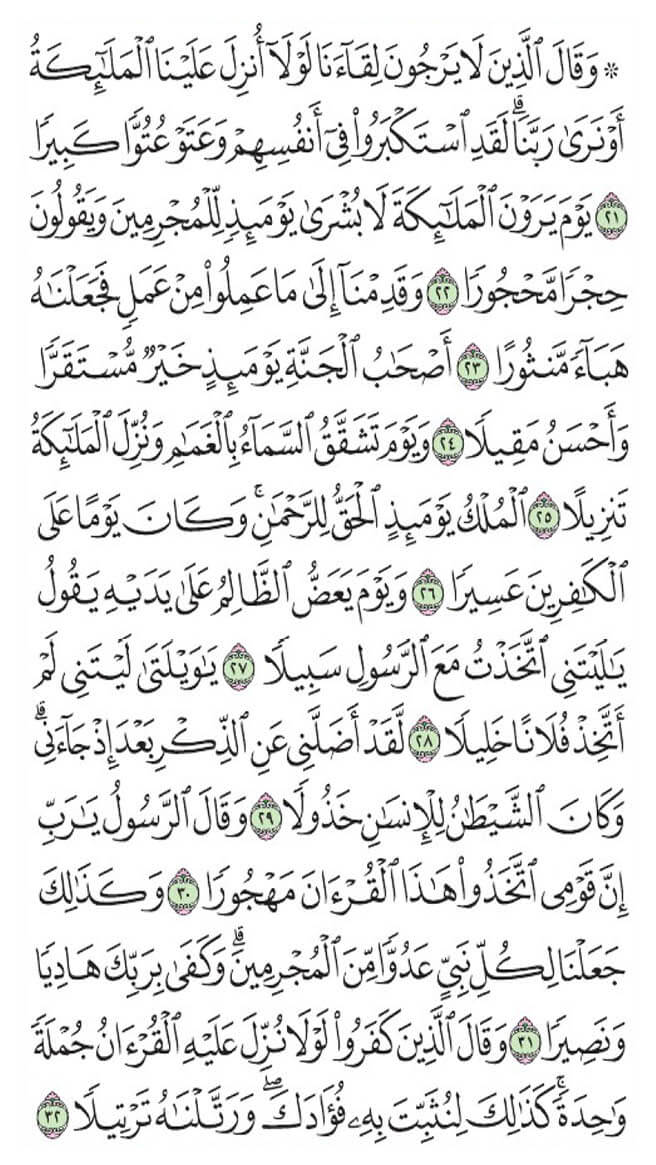 ۞ وَقَالَ ٱلَّذِينَ لَا يَرْجُونَ لِقَآءَنَا لَوْلَآ أُنزِلَ عَلَيْنَا ٱلْمَلَٰٓئِكَةُ
أَوْ نَرَىٰ رَبَّنَاۗ لَقَدِ ٱسْتَكْبَرُوا۟ فِىٓ أَنفُسِهِمْ وَعَتَوْ عُتُوًّا كَبِيرًا
٢١ يَوْمَ يَرَوْنَ ٱلْمَلَٰٓئِكَةَ لَا بُشْرَىٰ يَوْمَئِذٍ لِّلْمُجْرِمِينَ وَيَقُولُونَ
حِجْرًا مَّحْجُورًا ٢٢ وَقَدِمْنَآ إِلَىٰ مَا عَمِلُوا۟ مِنْ عَمَلٍ فَجَعَلْنَٰهُ
هَبَآءً مَّنثُورًا ٢٣ أَصْحَٰبُ ٱلْجَنَّةِ يَوْمَئِذٍ خَيْرٌ مُّسْتَقَرًّا
وَأَحْسَنُ مَقِيلًا ٢٤ وَيَوْمَ تَشَقَّقُ ٱلسَّمَآءُ بِٱلْغَمَٰمِ وَنُزِّلَ ٱلْمَلَٰٓئِكَةُ
تَنزِيلًا ٢٥ ٱلْمُلْكُ يَوْمَئِذٍ ٱلْحَقُّ لِلرَّحْمَٰنِۚ وَكَانَ يَوْمًا عَلَى
ٱلْكَٰفِرِينَ عَسِيرًا ٢٦ وَيَوْمَ يَعَضُّ ٱلظَّالِمُ عَلَىٰ يَدَيْهِ يَقُولُ
يَٰلَيْتَنِى ٱتَّخَذْتُ مَعَ ٱلرَّسُولِ سَبِيلًا ٢٧ يَٰوَيْلَتَىٰ لَيْتَنِى لَمْ
أَتَّخِذْ فُلَانًا خَلِيلًا ٢٨ لَّقَدْ أَضَلَّنِى عَنِ ٱلذِّكْرِ بَعْدَ إِذْ جَآءَنِىۗ
وَكَانَ ٱلشَّيْطَٰنُ لِلْإِنسَٰنِ خَذُولًا ٢٩ وَقَالَ ٱلرَّسُولُ يَٰرَبِّ
إِنَّ قَوْمِى ٱتَّخَذُوا۟ هَٰذَا ٱلْقُرْءَانَ مَهْجُورًا ٣٠ وَكَذَٰلِكَ
جَعَلْنَا لِكُلِّ نَبِىٍّ عَدُوًّا مِّنَ ٱلْمُجْرِمِينَۗ وَكَفَىٰ بِرَبِّكَ هَادِيًا
وَنَصِيرًا ٣١ وَقَالَ ٱلَّذِينَ كَفَرُوا۟ لَوْلَا نُزِّلَ عَلَيْهِ ٱلْقُرْءَانُ جُمْلَةً
وَٰحِدَةًۚ كَذَٰلِكَ لِنُثَبِّتَ بِهِۦ فُؤَادَكَۖ وَرَتَّلْنَٰهُ تَرْتِيلًا ٣٢